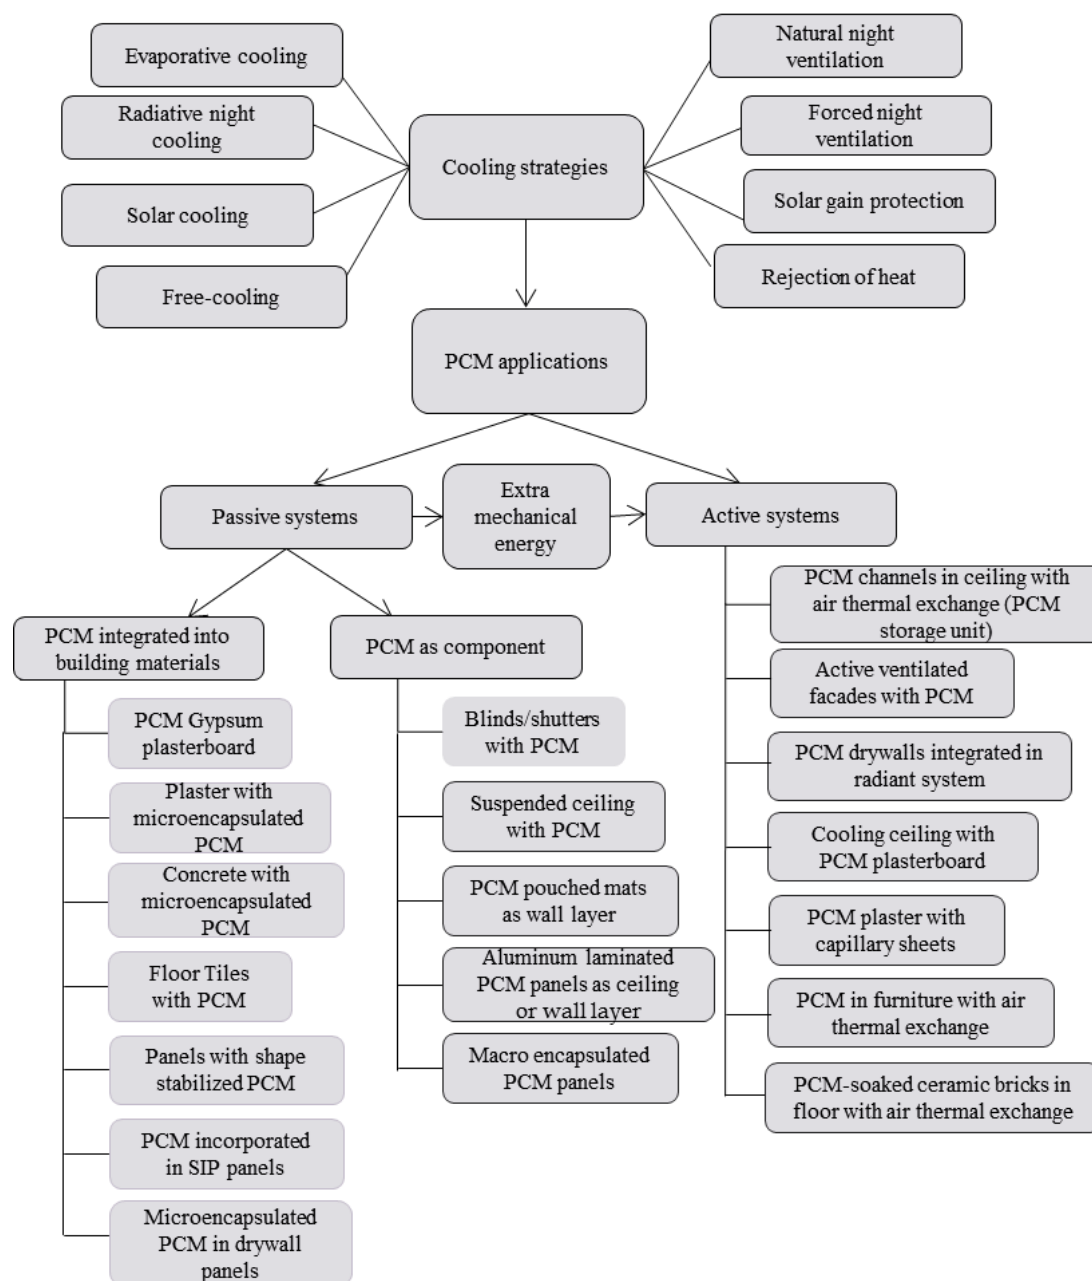 Evaporative cooling
Radiative night
cooling
Solar cooling
Free-cooling
Cooling strategies
Natural night
ventilation
Forced night
ventilation
Solar gain protection
Rejection of heat
PCM applications
Passive systems
Extra
mechanical
energy
Active systems
PCM integrated into
building materials
PCM Gypsum
plasterboard
Plaster with
microencapsulated
PCM
Concrete with
microencapsulated
PCM
Floor Tiles
with PCM
Panels with shape
stabilized PCM
PCM incorporated
in SIP panels
Microencapsulated
PCM in drywall
panels
PCM as component
Blinds/shutters
with PCM
Suspended ceiling
with PCM
PCM pouched mats
as wall layer
Aluminum laminated
PCM panels as ceiling
or wall layer
Macro encapsulated
PCM panels
PCM channels in ceiling with
air thermal exchange (PCM
storage unit)
Active ventilated
facades with PCM
PCM drywalls integrated in
radiant system
Cooling ceiling with
PCM plasterboard
PCM plaster with
capillary sheets
PCM in furniture with air
thermal exchange
PCM-soaked ceramic bricks in
floor with air thermal exchange